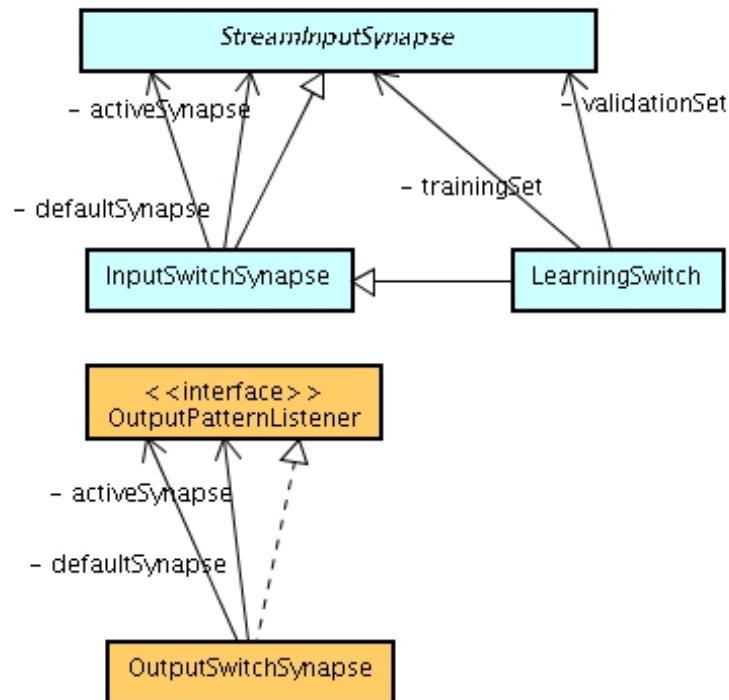 StreamInputSynapse
- activeSynapse
- validationSet
- trainingSet
- defaultSynapse
InputSwitchSynapse
LearningSwitch
<<interface>>
OutputPatternListener
- activeSynapse
- defaultSynapse
OutputSwitchSynapse